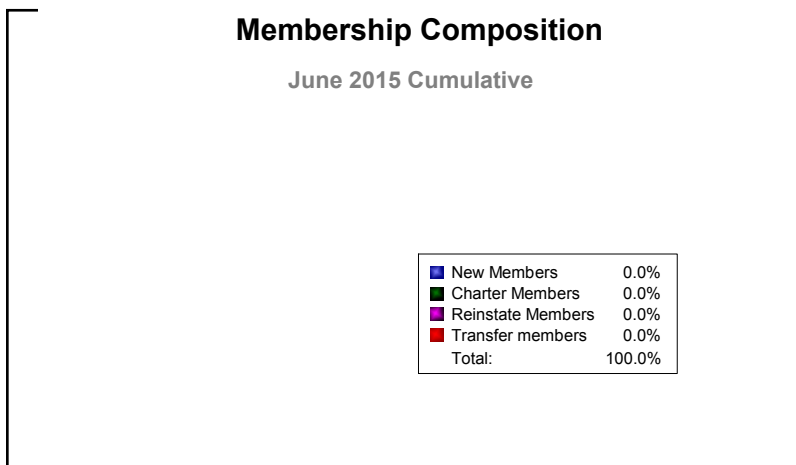 Membership Composition
June 2015 Cumulative
New Members 0.0%
Charter Members 0.0%
Reinstate Members 0.0%
Transfer members 0.0%
Total: 100.0%